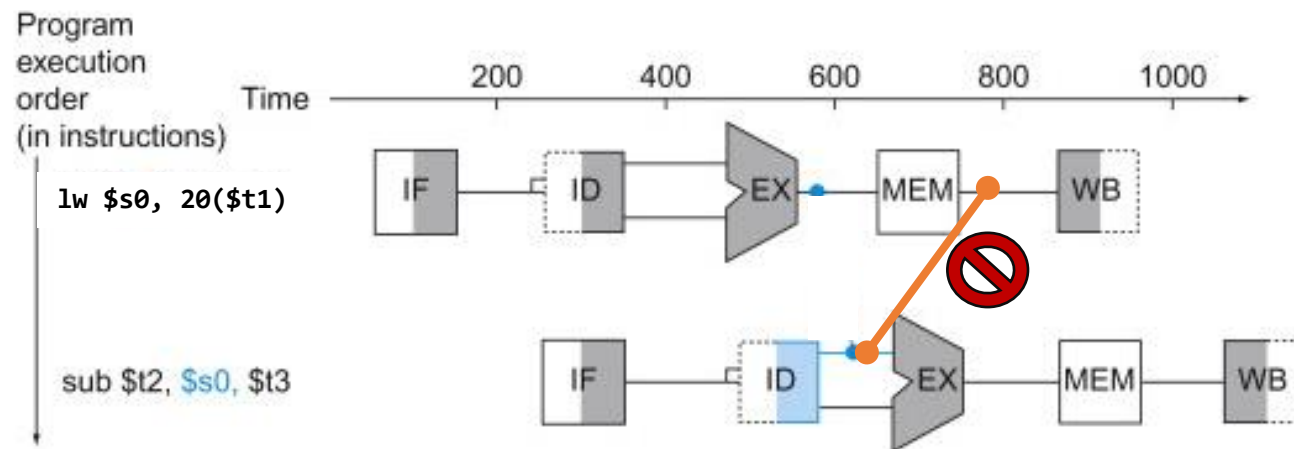 Program
execution
order
(in instructions)
Time
200 400 600 800 1000
lw $s0, 20($t1)
IF ID EX MEM WB
sub $t2, $s0, $t3
IF ID EX MEM WB